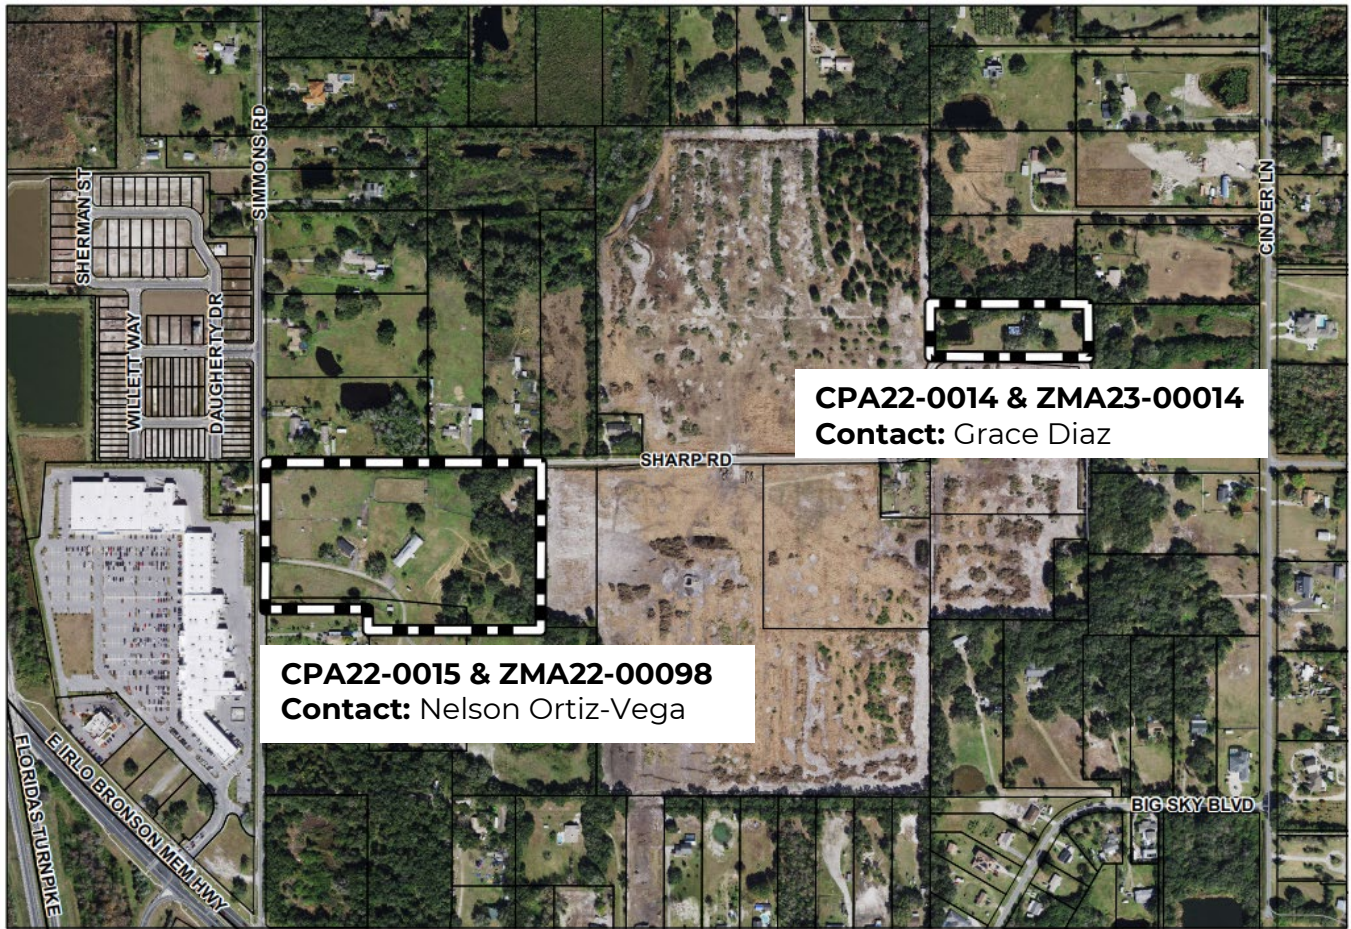 SIMMONS RD
SHERMAN ST
CINDER LN
WILLETT WAY
DAUGHERTY DR
CPA22-0014 & ZMA23-00014
Contact: Grace Diaz
SHARP RD
CPA22-0015 & ZMA22-00098
Contact: Nelson Ortiz-Vega
FLORIDAS TURNPIKE
E IRLO BRONSON MEM HWY
BIG SKY BLVD